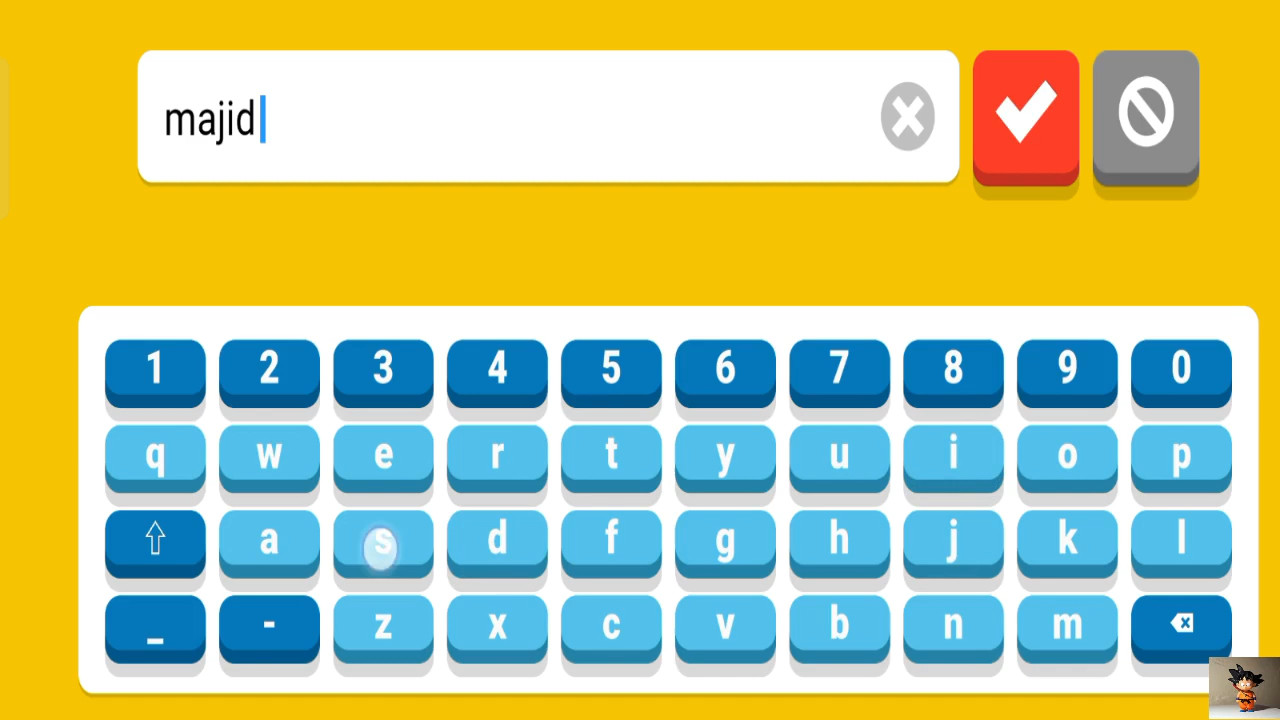 majid
1 2 3 4 5 6 7 8 9 0
q w e r t y u i o p
a s d f g h j k l
_ - z x c v b n m